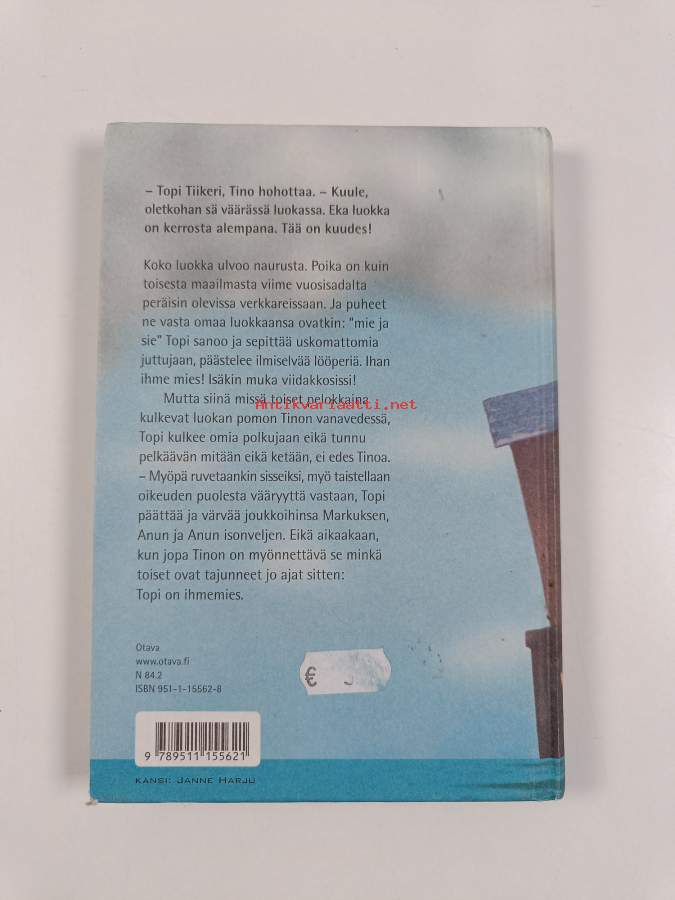 – Topi Tiikeri, Tino hohottaa. – Kuule,
oletkohan sä väärässä luokassa. Eka luokka
on kerrosta alempana. Tää on kuudes!
Koko luokka ulvoo naurusta. Poika on kuin
toisesta maailmasta viime vuosisadalta
peräisin olevissa verkkareissaan. Ja puheet
ne vasta omaa luokkaansa ovatkin: "mie ja
sie" Topi sanoo ja sepittää uskomattomia
juttujaan, päästelee ilmiselvää lööperiä. Ihan
ihme mies! Isäkin muka viidakkosissi!
Mutta siinä missä toiset pelokkaina
Antikvariaatti.net
kulkevat luokan pomon Tinon vanavedessä,
Topi kulkee omia polkujaan eikä tunnu
pelkäävän mitään eikä ketään, ei edes Tinoa.
– Myöpä ruvetaankin sisseiksi, myö taistellaan
oikeuden puolesta vääryyttä vastaan, Topi
päättää ja värvää joukkoihinsa Markuksen,
Anun ja Anun isonveljen. Eikä aikaakaan,
kun jopa Tinon on myönnettävä se minkä
toiset ovat tajunneet jo ajat sitten:
Topi on ihmemies.
Otava
www.otava.fi
N 84.2
ISBN 951-1-15562-8
€
9 789511 155621
KANSI: JANNE HARJU